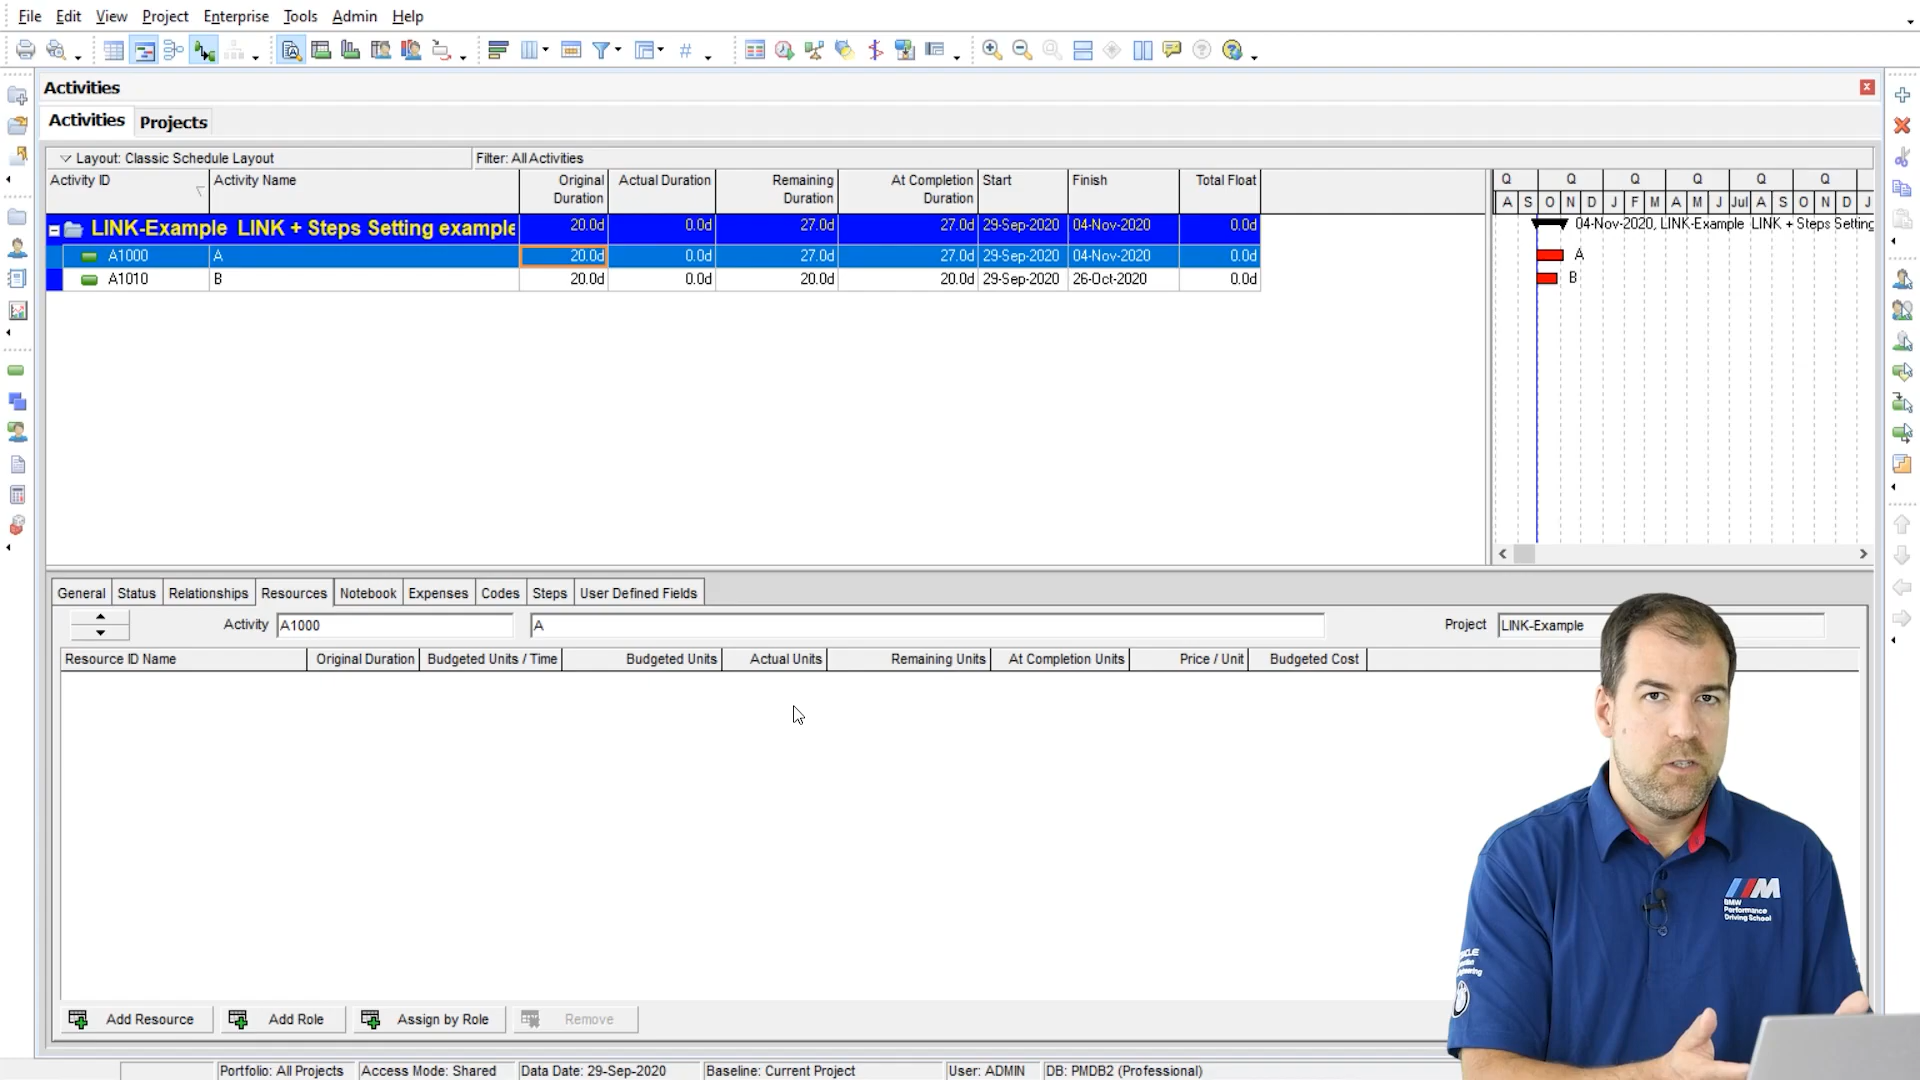 File Edit View Project Enterprise Tools Admin Help
Activities
Activities Projects
Layout: Classic Schedule Layout Filter: All Activities
Activity ID Activity Name Original Duration Actual Duration Remaining Duration At Completion Duration Start Finish Total Float
Q Q Q Q Q Q
A S O N D J F M A M J Jul A S O N D J
LINK-Example LINK + Steps Setting example 20.0d 0.0d 27.0d 27.0d 29-Sep-2020 04-Nov-2020 0.0d
04-Nov-2020, LINK-Example LINK + Steps Setting
A1000 A 20.0d 0.0d 27.0d 27.0d 29-Sep-2020 04-Nov-2020 0.0d A
A1010 B 20.0d 0.0d 20.0d 20.0d 29-Sep-2020 26-Oct-2020 0.0d B
General Status Relationships Resources Notebook Expenses Codes Steps User Defined Fields
Activity A1000 A Project LINK-Example
Resource ID Name Original Duration Budgeted Units / Time Budgeted Units Actual Units Remaining Units At Completion Units Price / Unit Budgeted Cost
M
BMW
Performance
Driving School
Add Resource Add Role Assign by Role Remove
Portfolio: All Projects Access Mode: Shared Data Date: 29-Sep-2020 Baseline: Current Project User: ADMIN DB: PMDB2 (Professional)